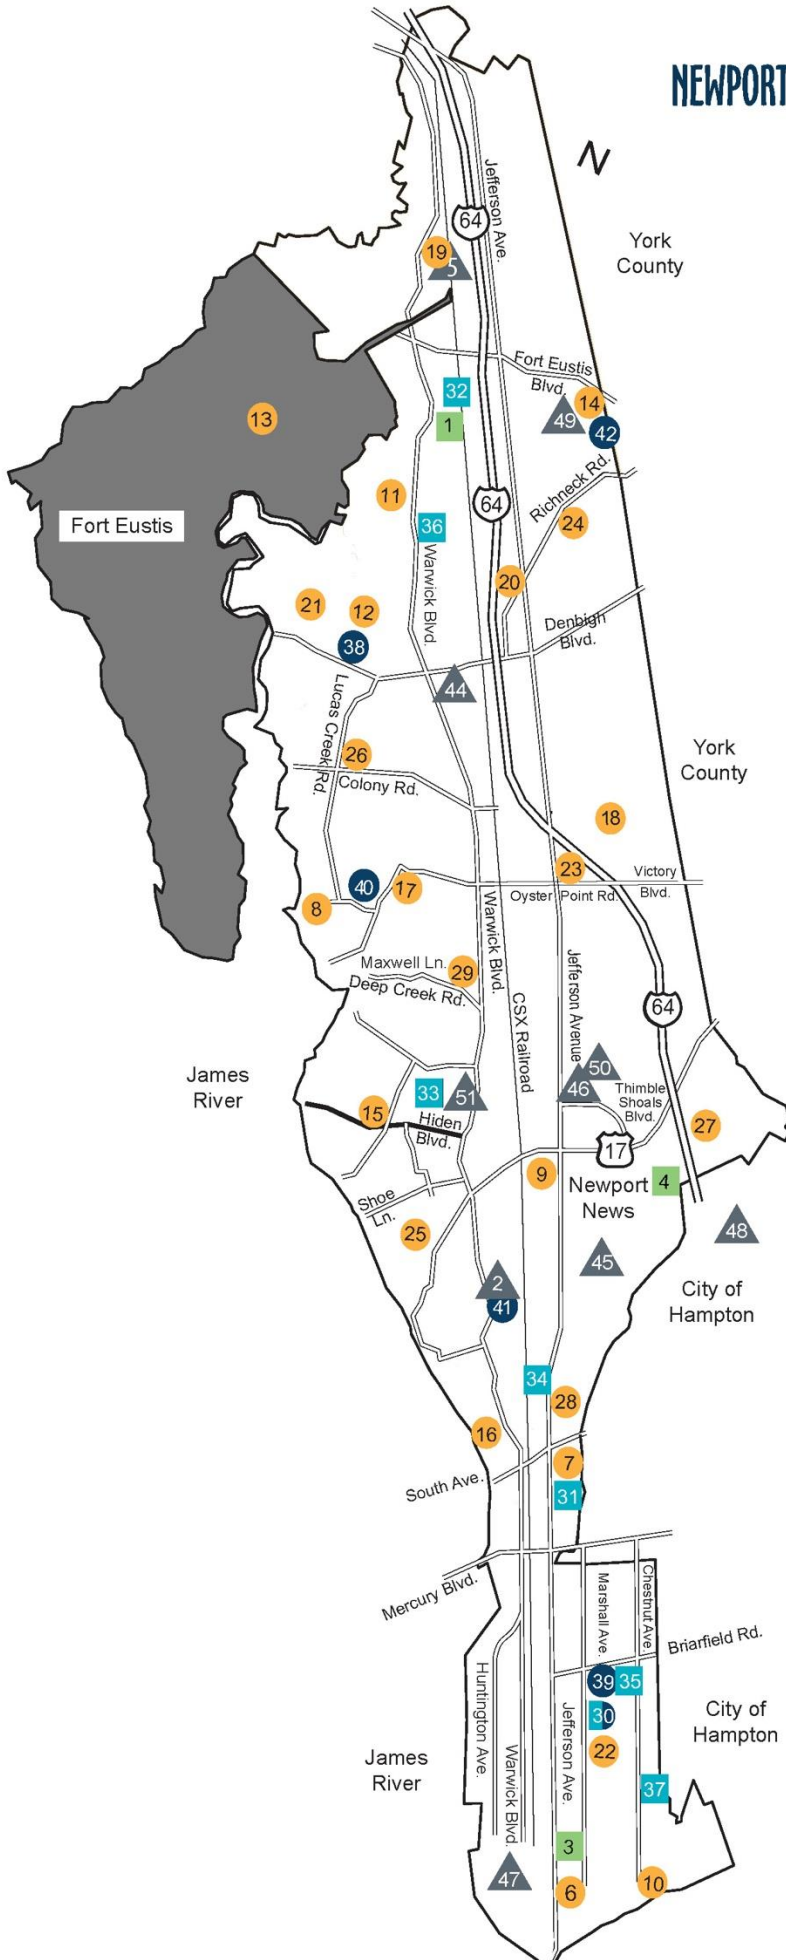 NEWPORT
N
Jefferson Ave.
64
York
County
19
5
Fort Eustis
Blvd.
32
14
13
1
49
42
Richneck Rd.
11
64
Fort Eustis
36
24
Warwick Blvd.
20
21
12
Denbigh
Blvd.
38
44
Lucas Creek Rd.
26
York
County
Colony Rd.
18
23
Victory
Blvd.
40
17
Oyster Point Rd.
8
Warwick Blvd.
Maxwell Ln.
29
Deep Creek Rd.
Jefferson Avenue
CSX Railroad
64
James
River
50
46
33
51
Thimble
Shoals
Blvd.
15
Hiden
Blvd.
27
17
9
Newport
News
4
Shoe
Ln.
25
48
45
2
41
City of
Hampton
34
28
16
7
South Ave.
31
Mercury Blvd.
Marshall Ave.
Chestnut Ave.
Briarfield Rd.
39
35
Huntington Ave.
30
Jefferson Ave.
City of
Hampton
22
James
River
Warwick Blvd.
37
3
47
6
10